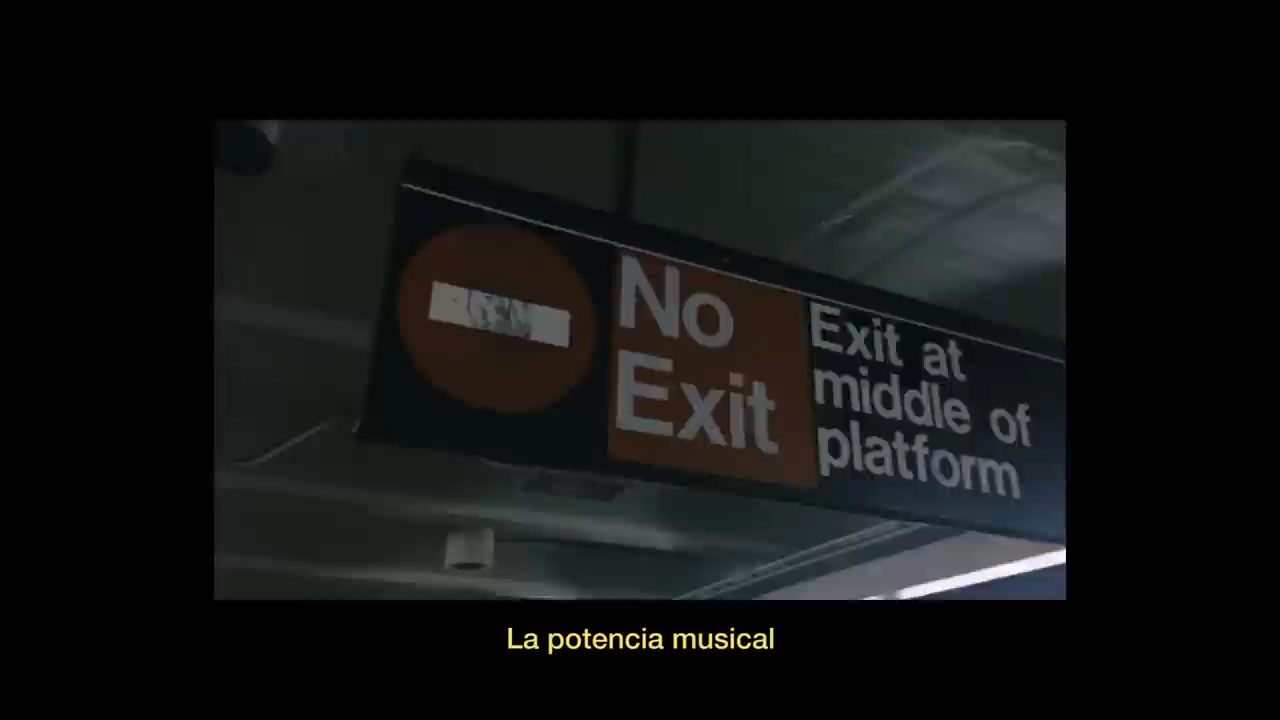 No
Exit
Exit at
middle of
platform
La potencia musical